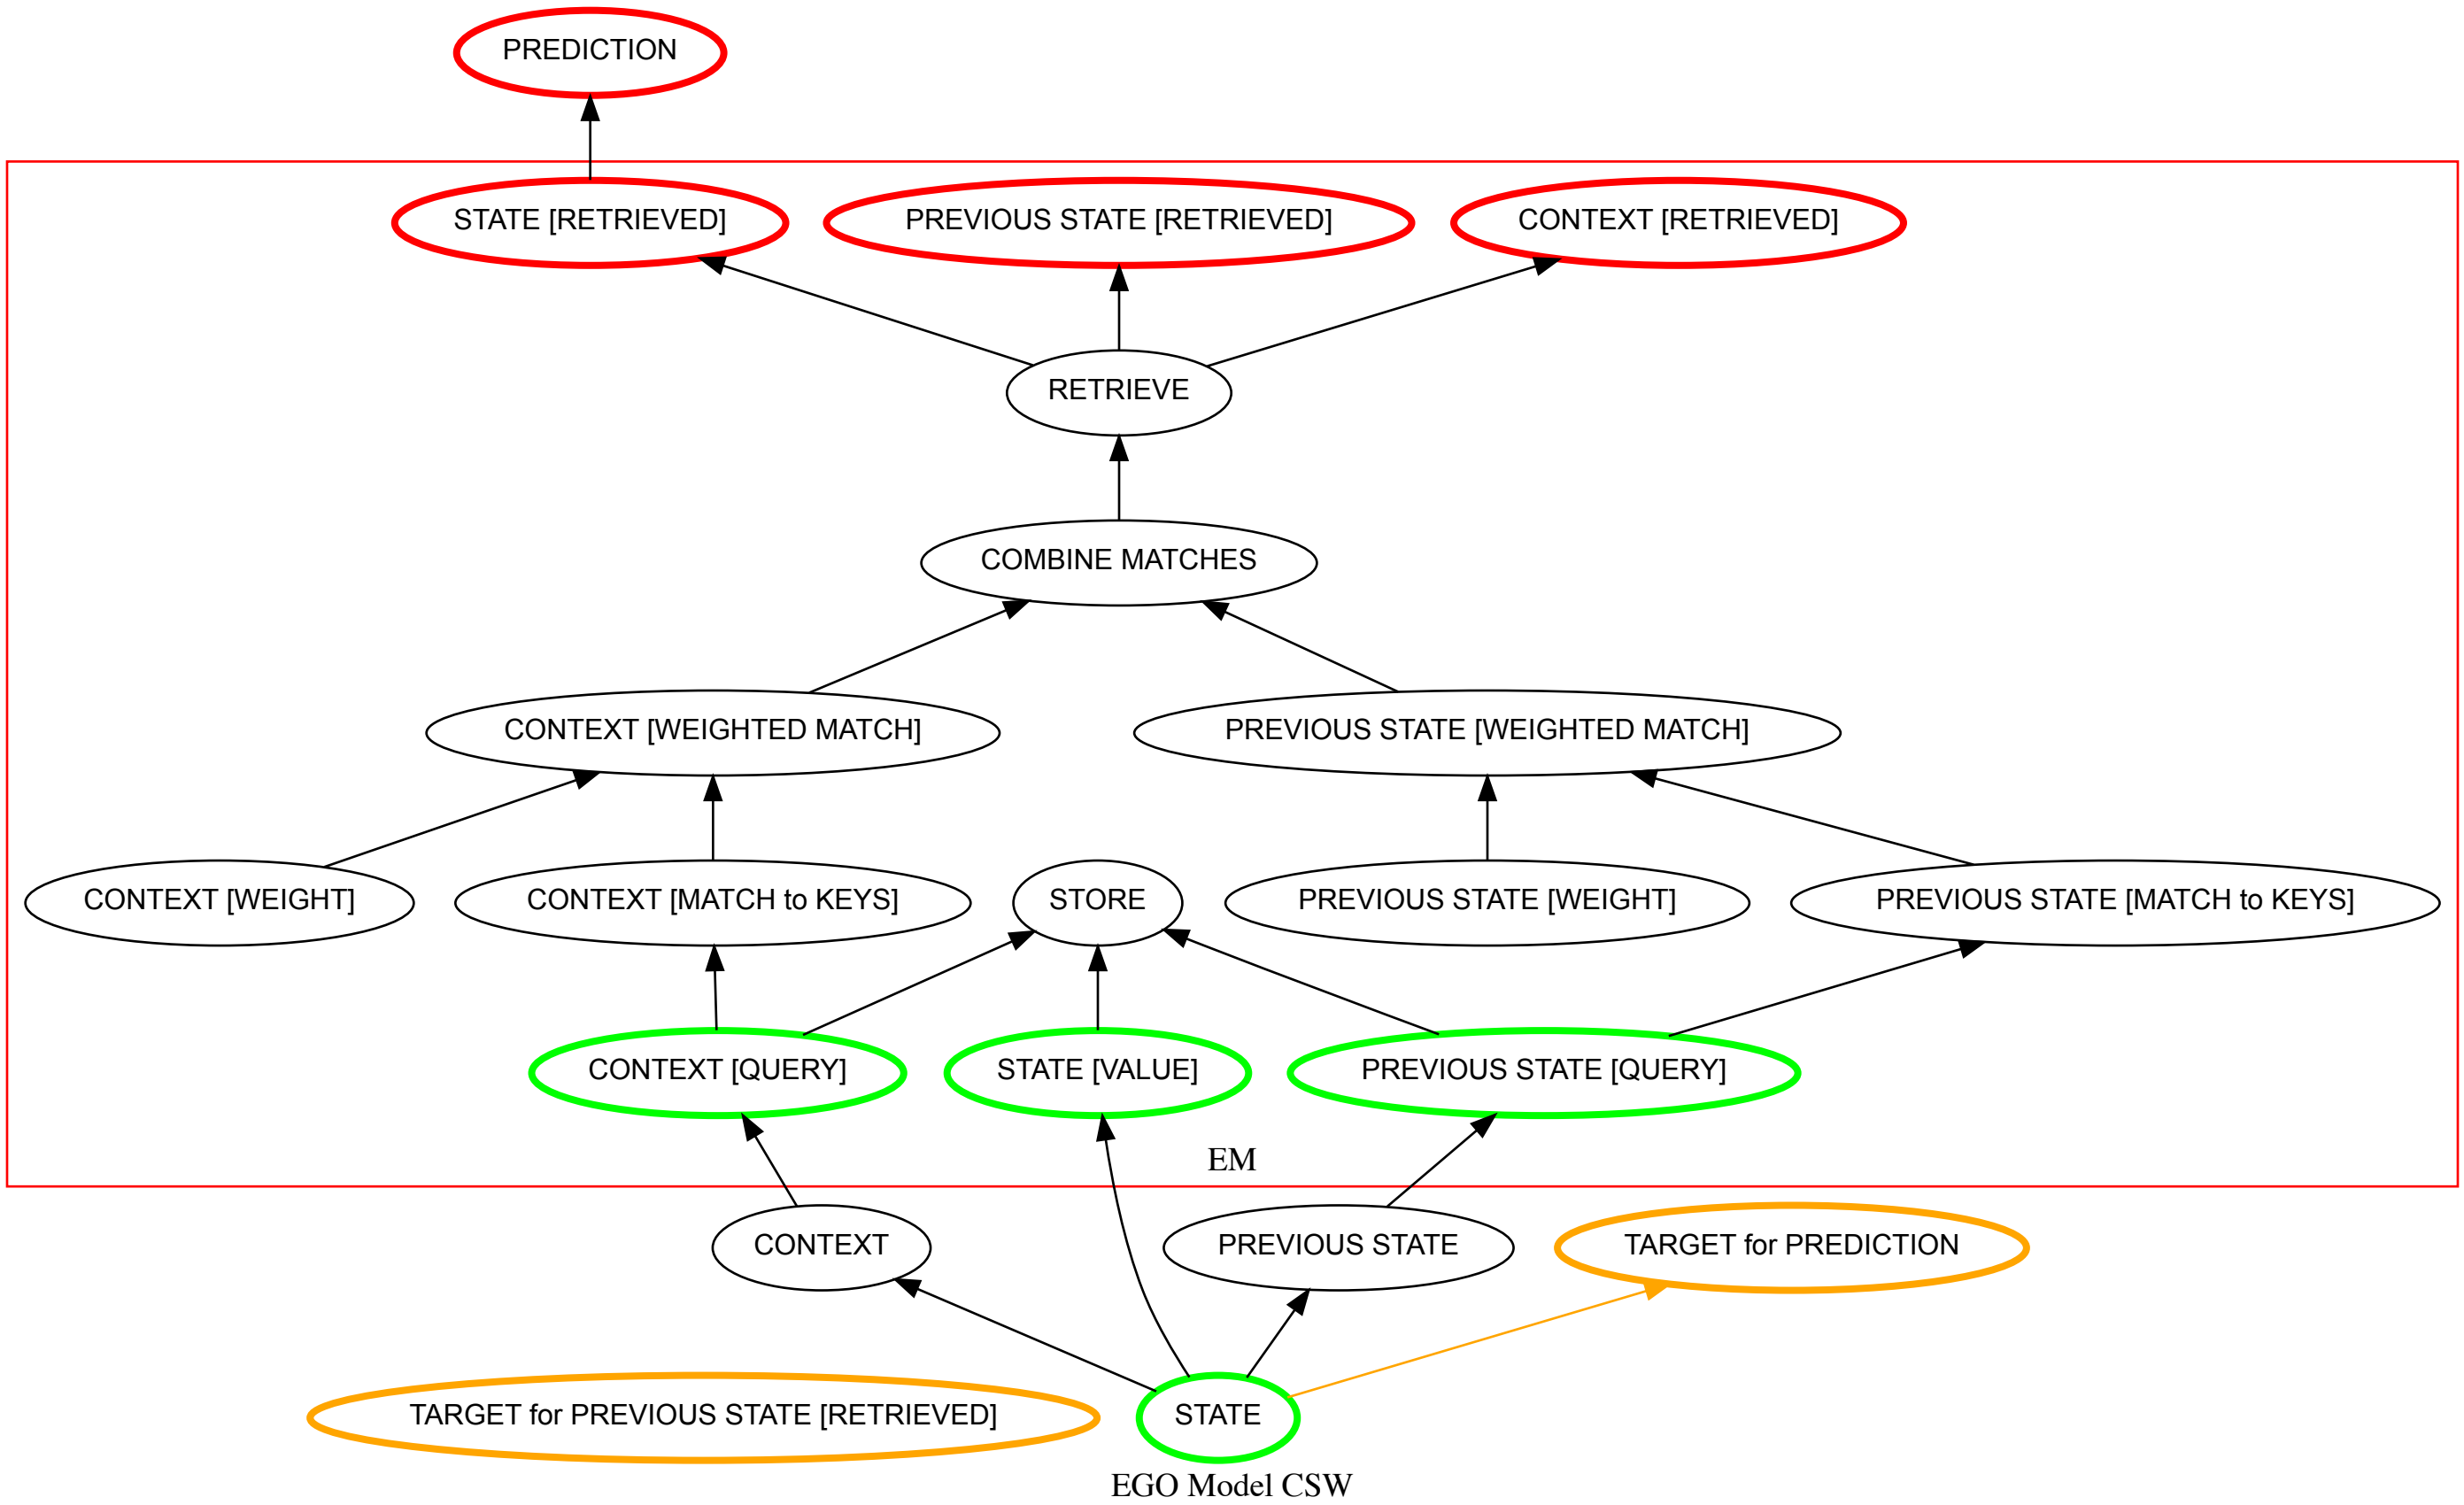 PREDICTION
STATE [RETRIEVED]
PREVIOUS STATE [RETRIEVED]
CONTEXT [RETRIEVED]
RETRIEVE
COMBINE MATCHES
CONTEXT [WEIGHTED MATCH]
PREVIOUS STATE [WEIGHTED MATCH]
CONTEXT [WEIGHT]
CONTEXT [MATCH to KEYS]
STORE
PREVIOUS STATE [WEIGHT]
PREVIOUS STATE [MATCH to KEYS]
CONTEXT [QUERY]
STATE [VALUE]
PREVIOUS STATE [QUERY]
EM
CONTEXT
PREVIOUS STATE
TARGET for PREDICTION
TARGET for PREVIOUS STATE [RETRIEVED]
STATE
EGO Model CSW